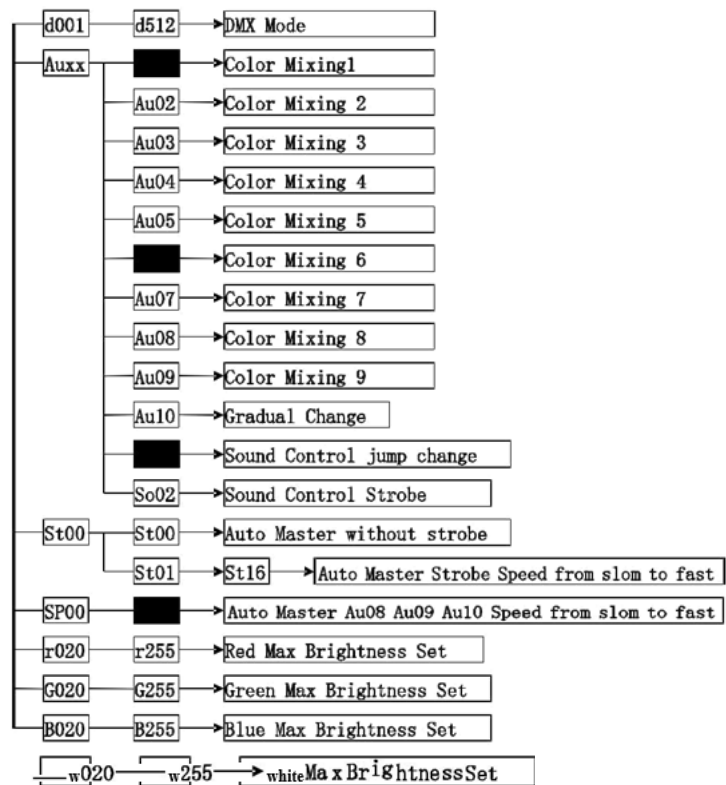 d001 d512 DMX Mode
Auxx Color Mixing1
Au02 Color Mixing 2
Au03 Color Mixing 3
Au04 Color Mixing 4
Au05 Color Mixing 5
Color Mixing 6
Au07 Color Mixing 7
Au08 Color Mixing 8
Au09 Color Mixing 9
Au10 Gradual Change
Sound Control jump change
So02 Sound Control Strobe
St00 St00 Auto Master without strobe
St01 St16 Auto Master Strobe Speed from slom to fast
SP00 Auto Master Au08 Au09 Au10 Speed from slom to fast
r020 r255 Red Max Brightness Set
G020 G255 Green Max Brightness Set
B020 B255 Blue Max Brightness Set
w020 w255 whiteMaxBrightnessSet